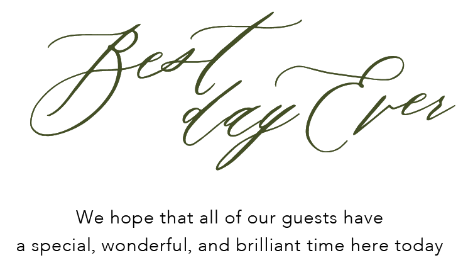 Best
day Ever
We hope that all of our guests have
a special, wonderful, and brilliant time here today